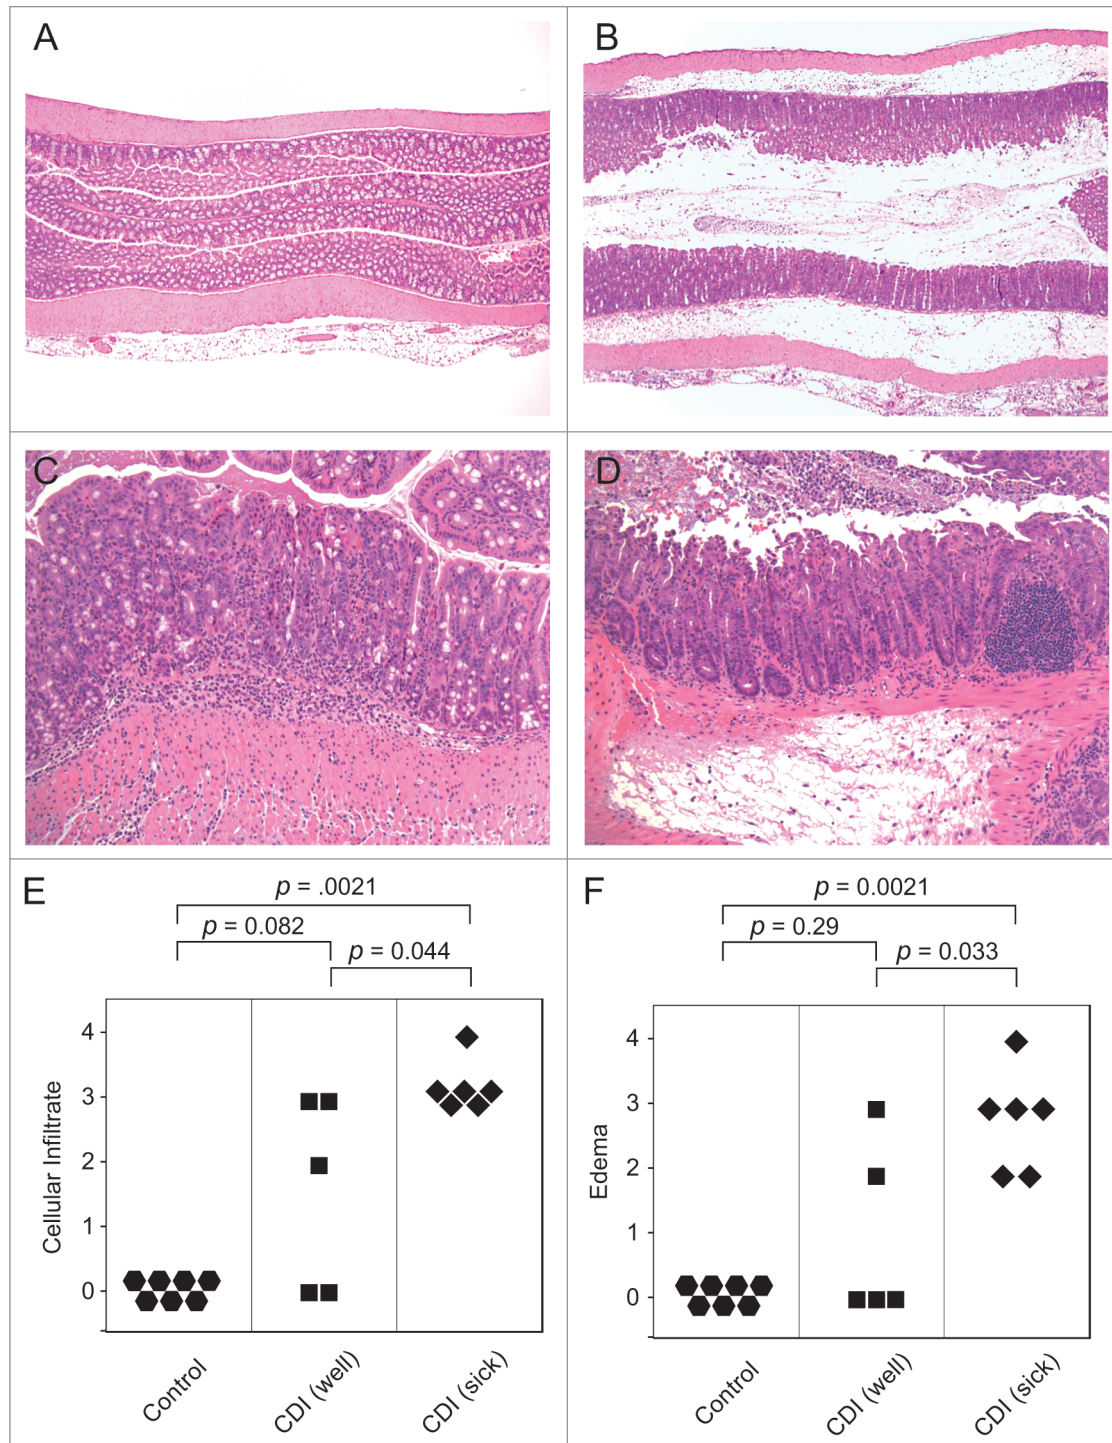 A
B
C
D
E
p = .0021
p = 0.082
p = 0.044
Cellular Infiltrate
4
3
2
1
0
Control
CDI (well)
CDI (sick)
F
p = 0.0021
p = 0.29
p = 0.033
Edema
4
3
2
1
0
Control
CDI (well)
CDI (sick)